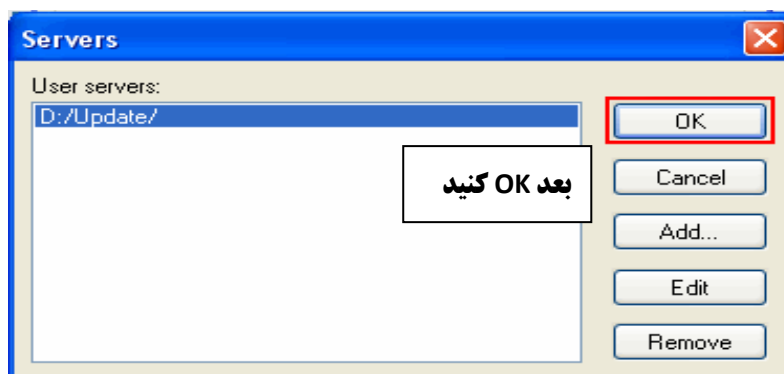 Servers
User servers:
D:/Update/
OK
بعد OK کنید
Cancel
Add...
Edit
Remove